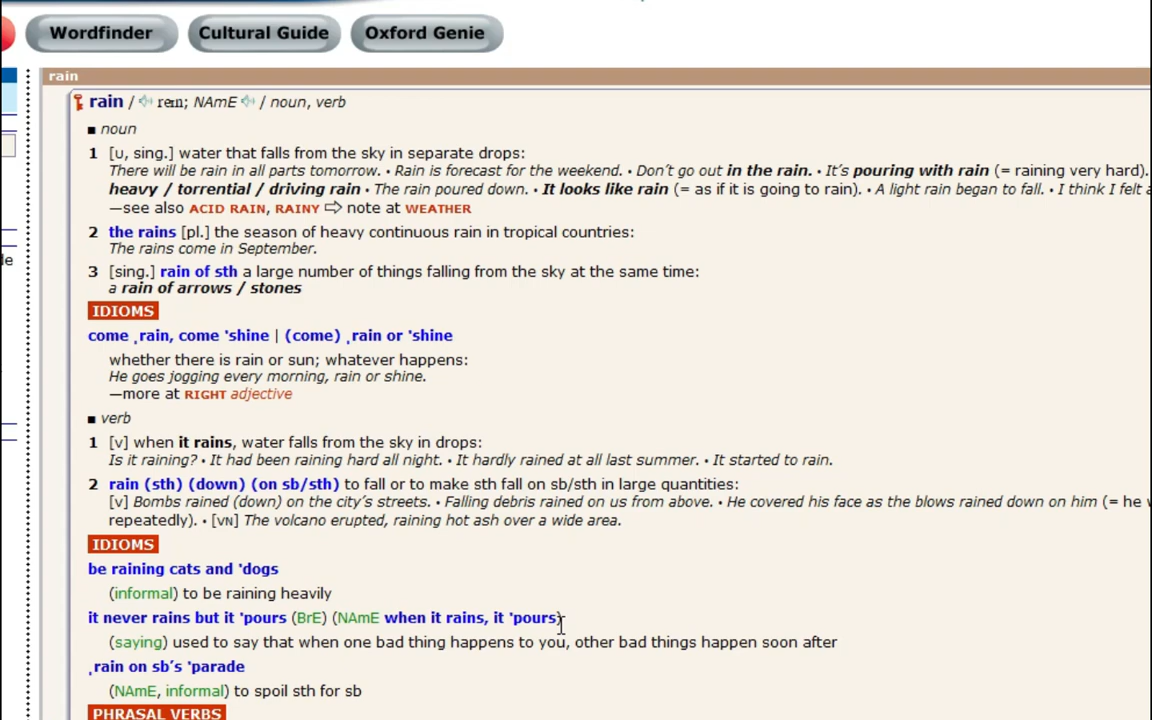 Wordfinder Cultural Guide Oxford Genie
rain
rain / reɪn; NAmE / noun, verb
■ noun
1 [U, sing.] water that falls from the sky in separate drops:
There will be rain in all parts tomorrow. • Rain is forecast for the weekend. • Don’t go out in the rain. • It’s pouring with rain (= raining very hard).
heavy / torrential / driving rain • The rain poured down. • It looks like rain (= as if it is going to rain). • A light rain began to fall. • I think I felt a
—see also ACID RAIN, RAINY ⇨ note at WEATHER
2 the rains [pl.] the season of heavy continuous rain in tropical countries:
The rains come in September.
de
3 [sing.] rain of sth a large number of things falling from the sky at the same time:
a rain of arrows / stones
IDIOMS
come ˌrain, come ˈshine | (come) ˌrain or ˈshine
whether there is rain or sun; whatever happens:
He goes jogging every morning, rain or shine.
—more at RIGHT adjective
■ verb
1 [V] when it rains, water falls from the sky in drops:
Is it raining? • It had been raining hard all night. • It hardly rained at all last summer. • It started to rain.
2 rain (sth) (down) (on sb/sth) to fall or to make sth fall on sb/sth in large quantities:
[V] Bombs rained (down) on the city’s streets. • Falling debris rained on us from above. • He covered his face as the blows rained down on him (= he
repeatedly). • [VN] The volcano erupted, raining hot ash over a wide area.
IDIOMS
be raining cats and ˈdogs
(informal) to be raining heavily
it never rains but it ˈpours (BrE) (NAmE when it rains, it ˈpours)
(saying) used to say that when one bad thing happens to you, other bad things happen soon after
ˌrain on sb’s ˈparade
(NAmE, informal) to spoil sth for sb
PHRASAL VERBS